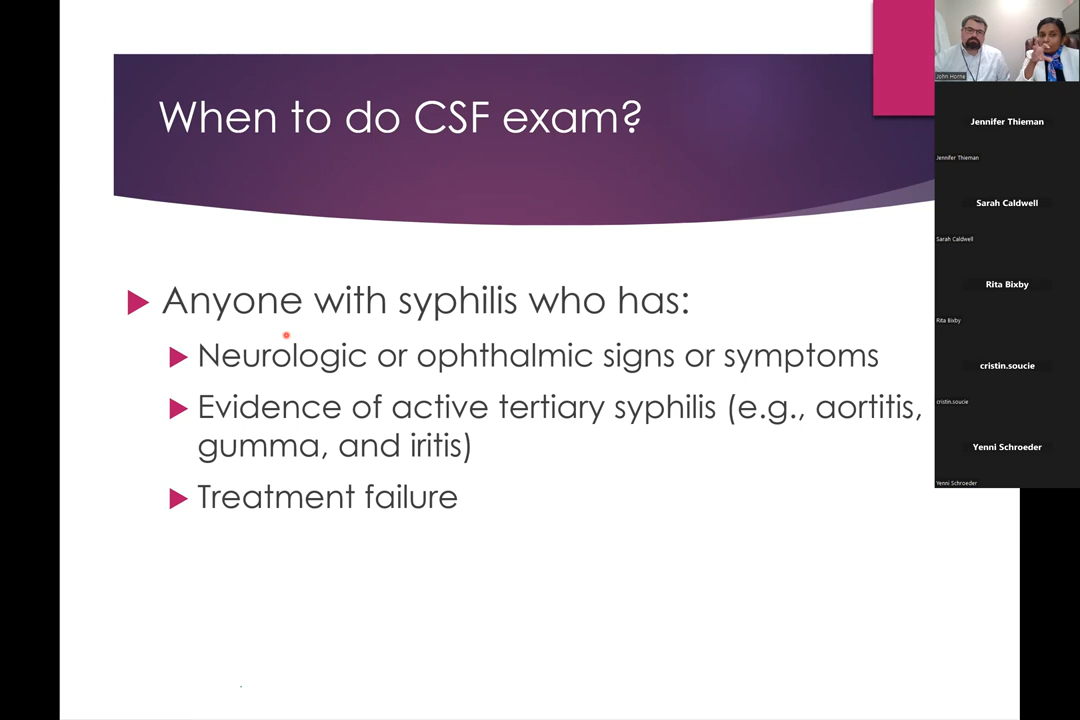 When to do CSF exam?
Anyone with syphilis who has:
Neurologic or ophthalmic signs or symptoms
Evidence of active tertiary syphilis (e.g., aortitis,
gumma, and iritis)
Treatment failure
John Horne
Jennifer Thieman
Jennifer Thieman
Sarah Caldwell
Sarah Caldwell
Rita Bixby
Rita Bixby
cristin.soucie
cristin.soucie
Yenni Schroeder
Yenni Schroeder